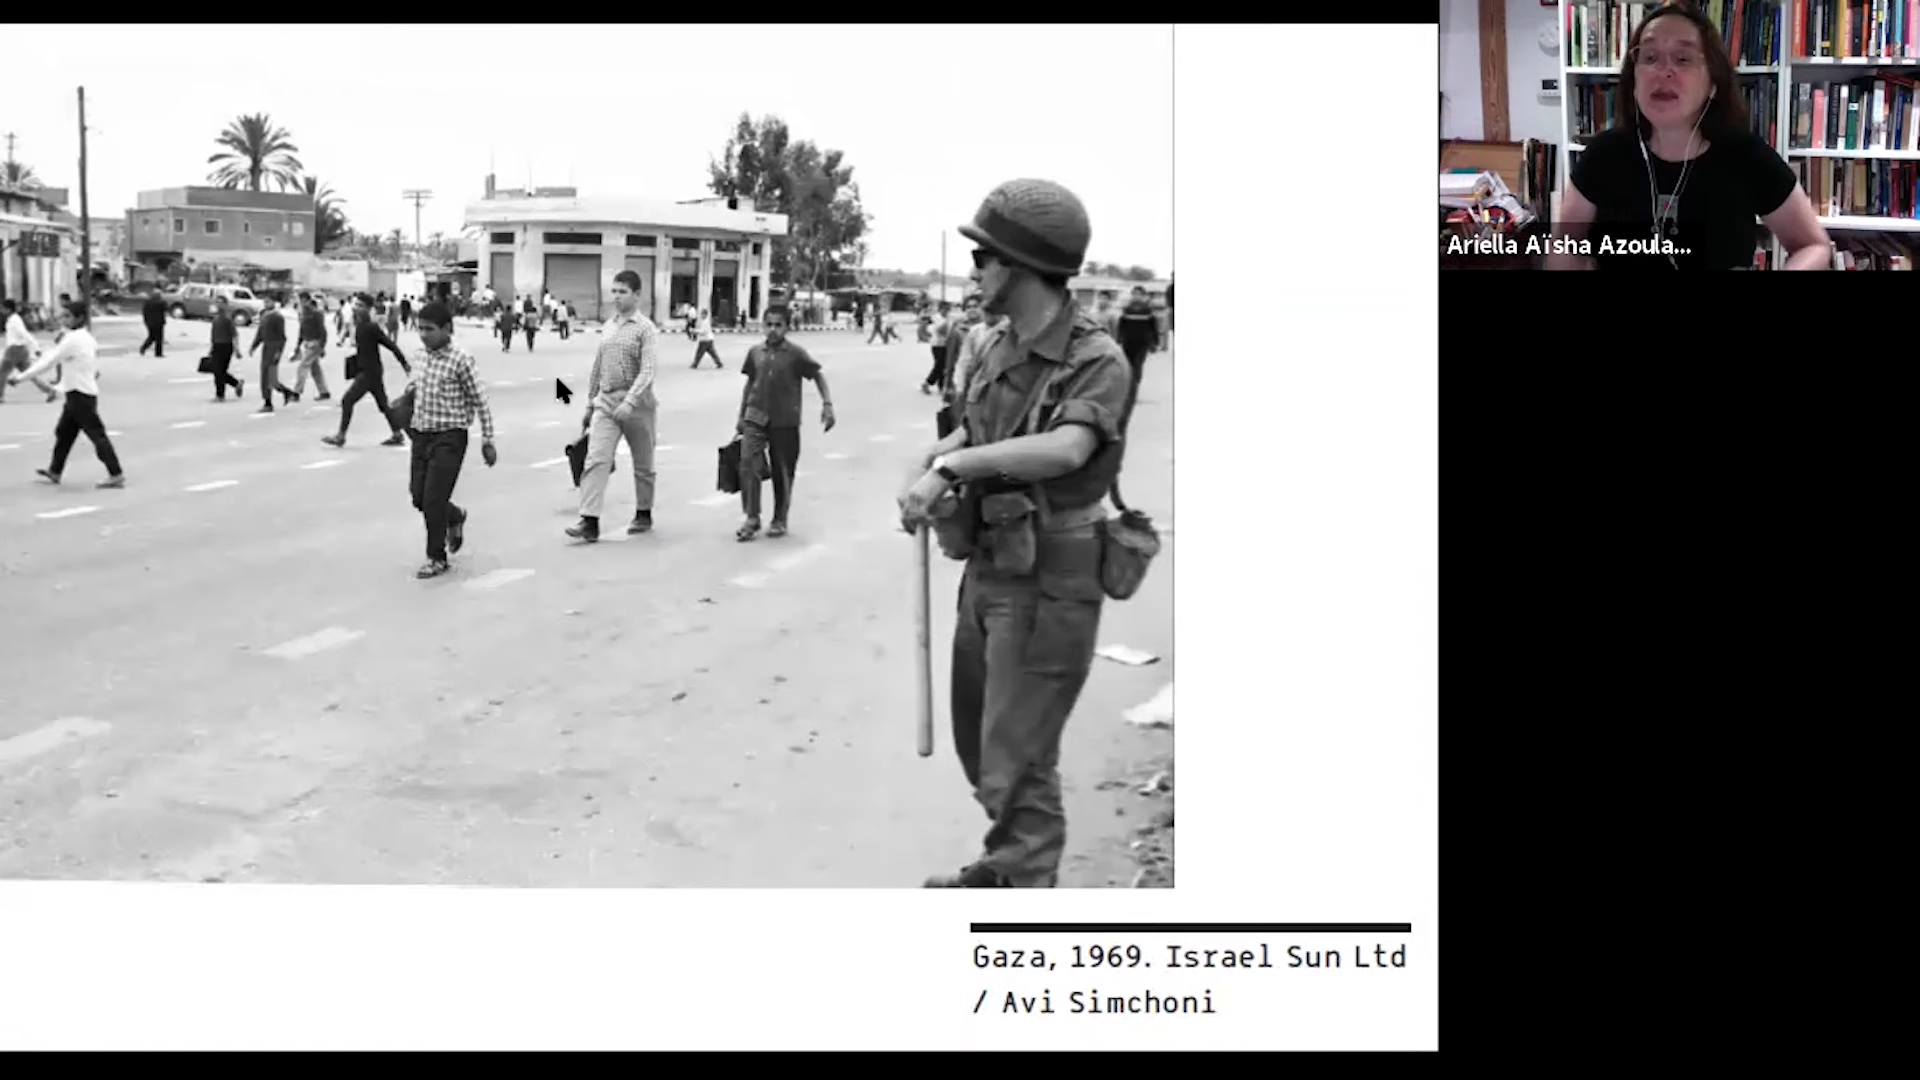 Ariella Aïsha Azoula...
Gaza, 1969. Israel Sun Ltd
/ Avi Simchoni